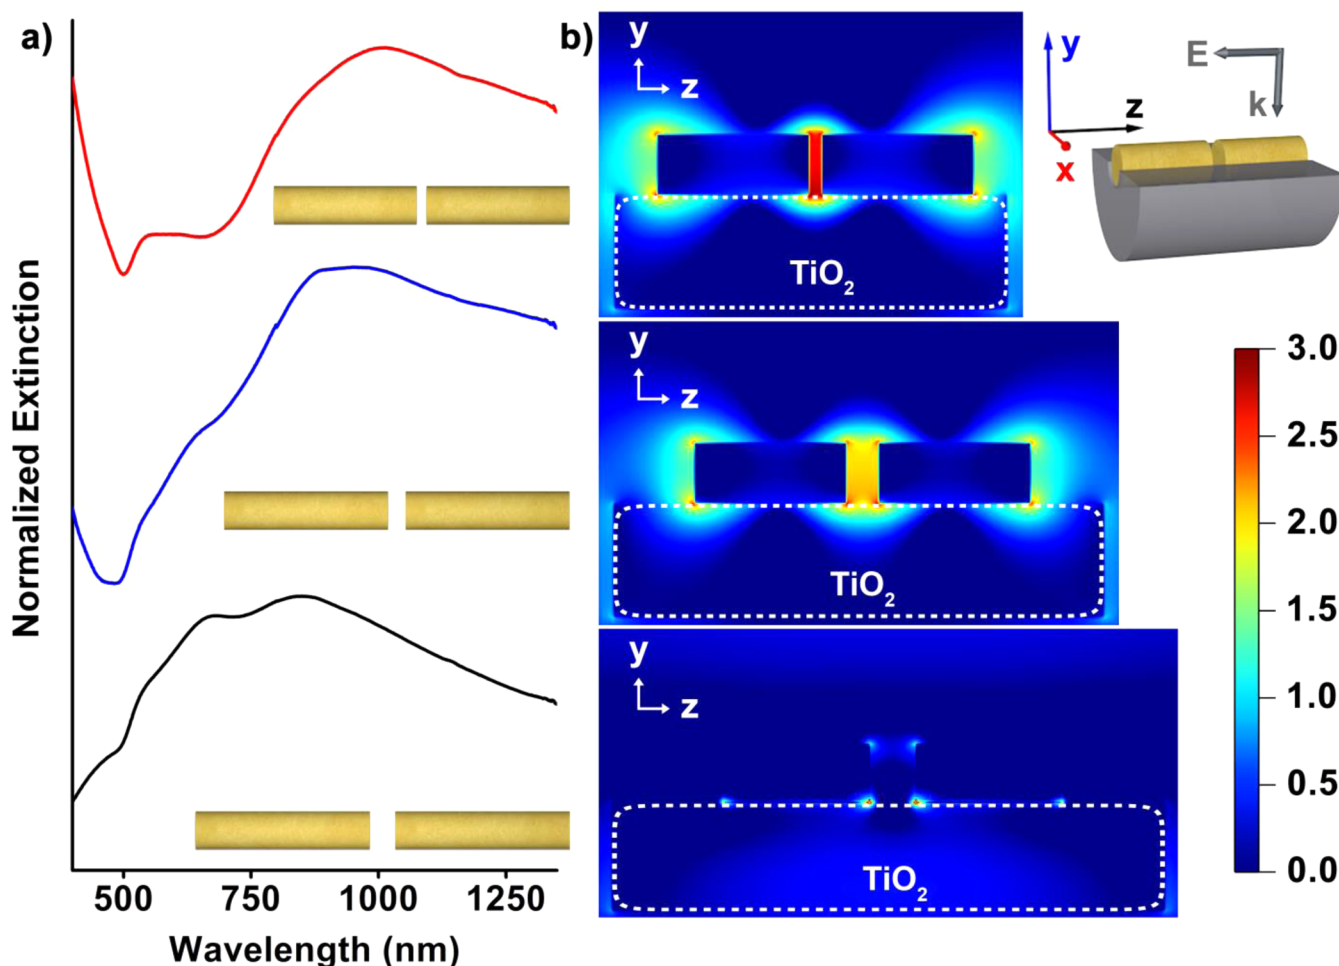 a)
Normalized Extinction
500
750
1000
1250
Wavelength (nm)
b)
y
z
TiO2
y
z
TiO2
y
z
TiO2
y
z
x
E
k
3.0
2.5
2.0
1.5
1.0
0.5
0.0